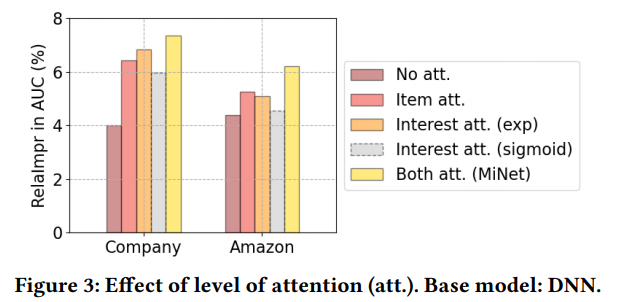 8
6
4
2
0
RelaImpr in AUC (%)
Company
Amazon
No att.
Item att.
Interest att. (exp)
Interest att. (sigmoid)
Both att. (MiNet)
Figure 3: Effect of level of attention (att.). Base model: DNN.